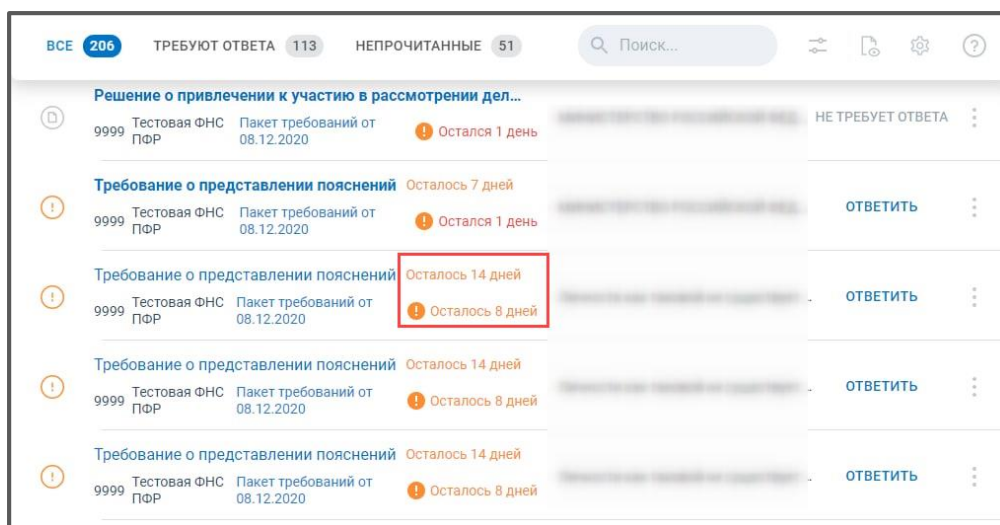 ВСЕ 206 ТРЕБУЮТ ОТВЕТА 113 НЕПРОЧИТАННЫЕ 51 Поиск...
Решение о привлечении к участию в рассмотрении дел...
9999 Тестовая ФНС ПФР Пакет требований от 08.12.2020 Остался 1 день НЕ ТРЕБУЕТ ОТВЕТА
Требование о представлении пояснений Осталось 7 дней
9999 Тестовая ФНС ПФР Пакет требований от 08.12.2020 Остался 1 день ОТВЕТИТЬ
Требование о представлении пояснений Осталось 14 дней
9999 Тестовая ФНС ПФР Пакет требований от 08.12.2020 Осталось 8 дней ОТВЕТИТЬ
Требование о представлении пояснений Осталось 14 дней
9999 Тестовая ФНС ПФР Пакет требований от 08.12.2020 Осталось 8 дней ОТВЕТИТЬ
Требование о представлении пояснений Осталось 14 дней
9999 Тестовая ФНС ПФР Пакет требований от 08.12.2020 Осталось 8 дней ОТВЕТИТЬ